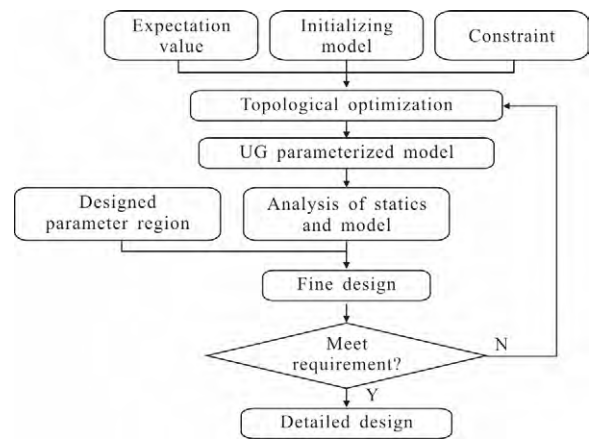 Expectation
value
Initializing
model
Constraint
Topological optimization
UG parameterized model
Designed
parameter region
Analysis of statics
and model
Fine design
Meet
requirement?
N
Y
Detailed design